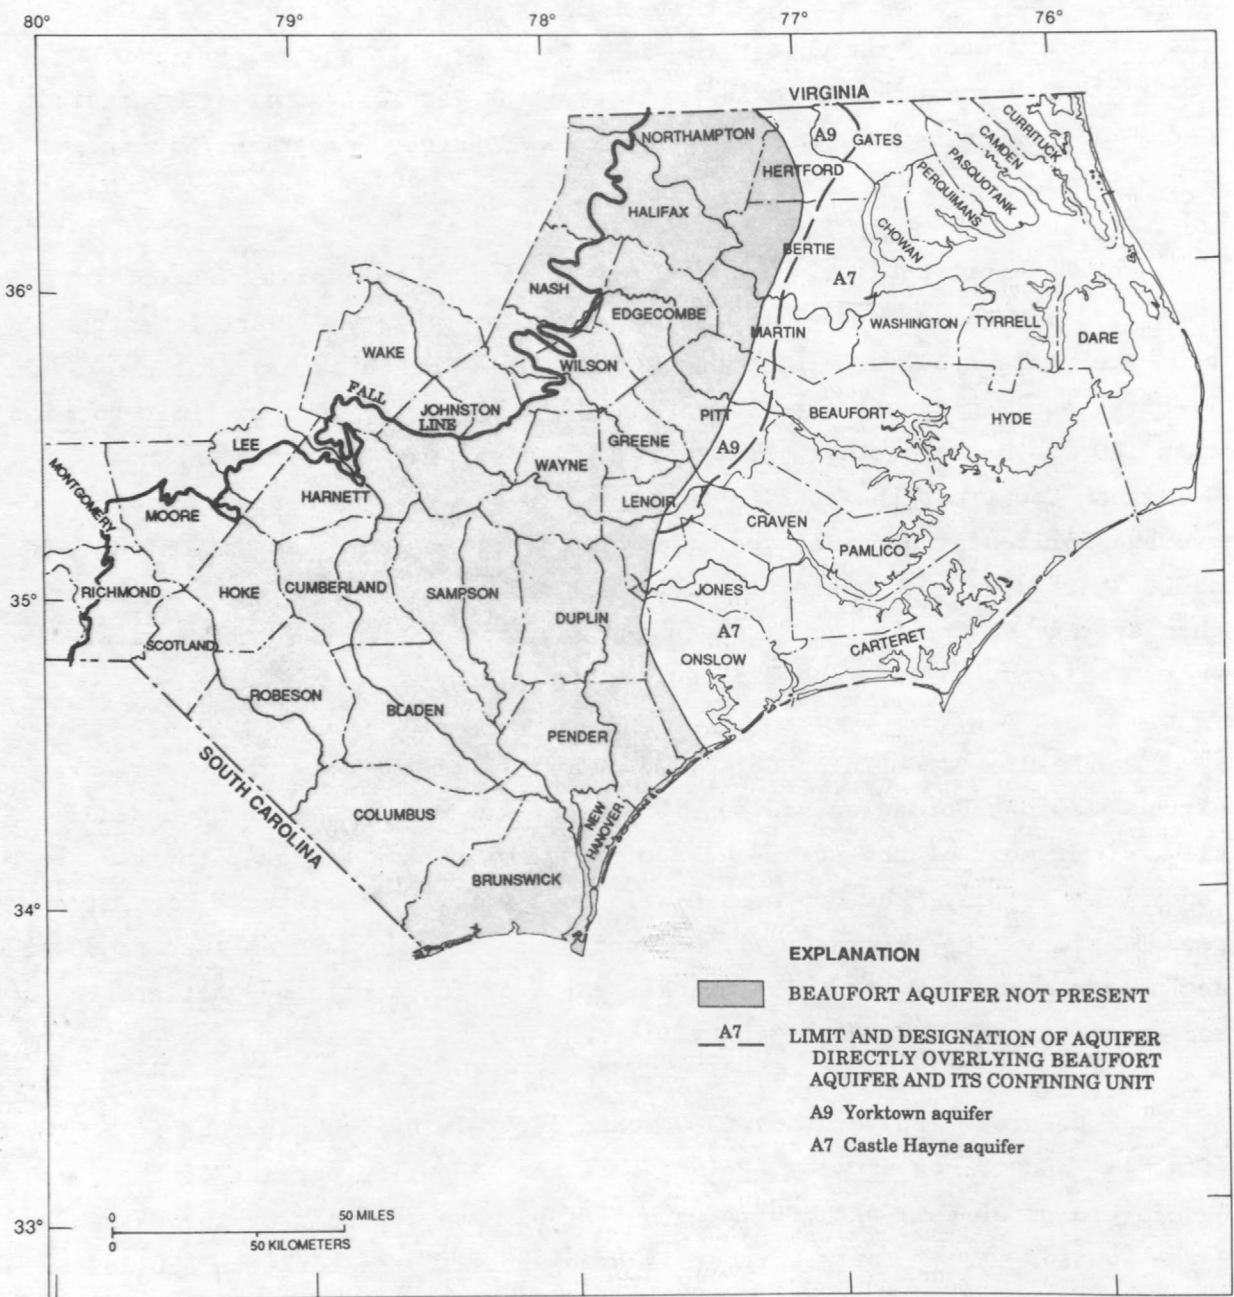 80°
79°
78°
77°
76°
VIRGINIA
NORTHAMPTON
A9
GATES
CURRITUCK
CAMDEN
PASQUOTANK
PERQUIMANS
HERTFORD
HALIFAX
CHOWAN
BERTIE
A7
36°
NASH
EDGECOMBE
MARTIN
WASHINGTON
TYRRELL
DARE
WAKE
WILSON
FALL
LINE
JOHNSTON
PITT
BEAUFORT
HYDE
LEE
GREENE
A9
WAYNE
MONTGOMERY
HARNETT
LENOIR
MOORE
CRAVEN
PAMLICO
35°
RICHMOND
HOKE
CUMBERLAND
SAMPSON
JONES
DUPLIN
A7
SCOTLAND
CARTERET
ONSLOW
ROBESON
BLADEN
PENDER
SOUTH CAROLINA
COLUMBUS
NEW
HANOVER
BRUNSWICK
34°
EXPLANATION
BEAUFORT AQUIFER NOT PRESENT
A7
LIMIT AND DESIGNATION OF AQUIFER
DIRECTLY OVERLYING BEAUFORT
AQUIFER AND ITS CONFINING UNIT
A9 Yorktown aquifer
A7 Castle Hayne aquifer
33°
0
50 MILES
0
50 KILOMETERS